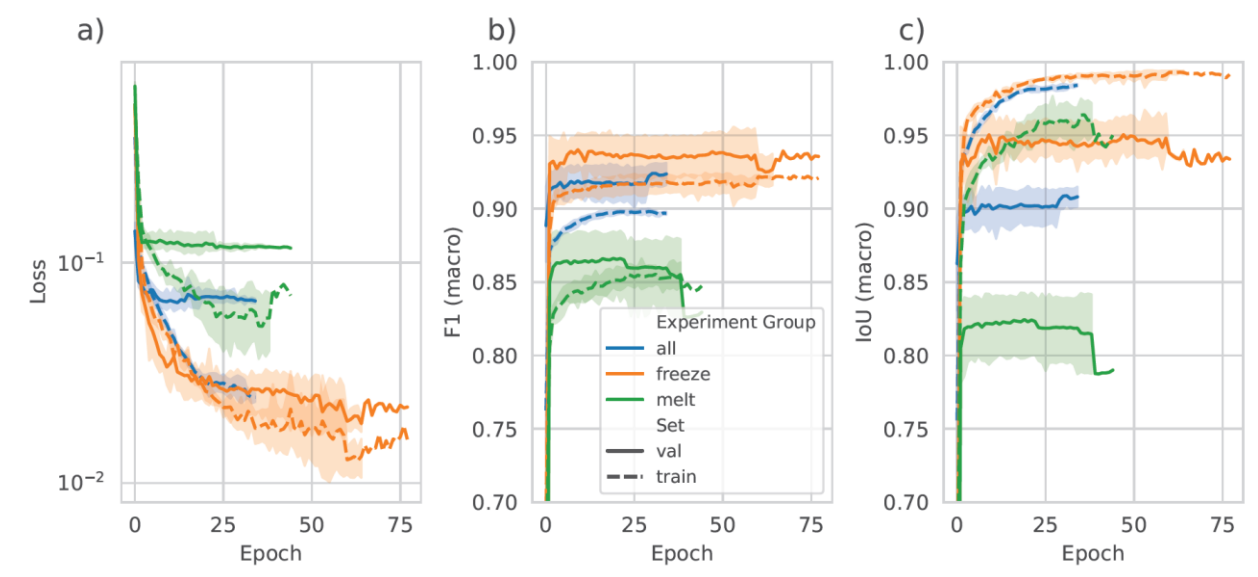 a)
b)
c)
Loss
10⁻¹
10⁻²
0
25
50
75
Epoch
F1 (macro)
1.00
0.95
0.90
0.85
0.80
0.75
0.70
Experiment Group
all
freeze
melt
Set
val
train
0
25
50
75
Epoch
IoU (macro)
1.00
0.95
0.90
0.85
0.80
0.75
0.70
0
25
50
75
Epoch